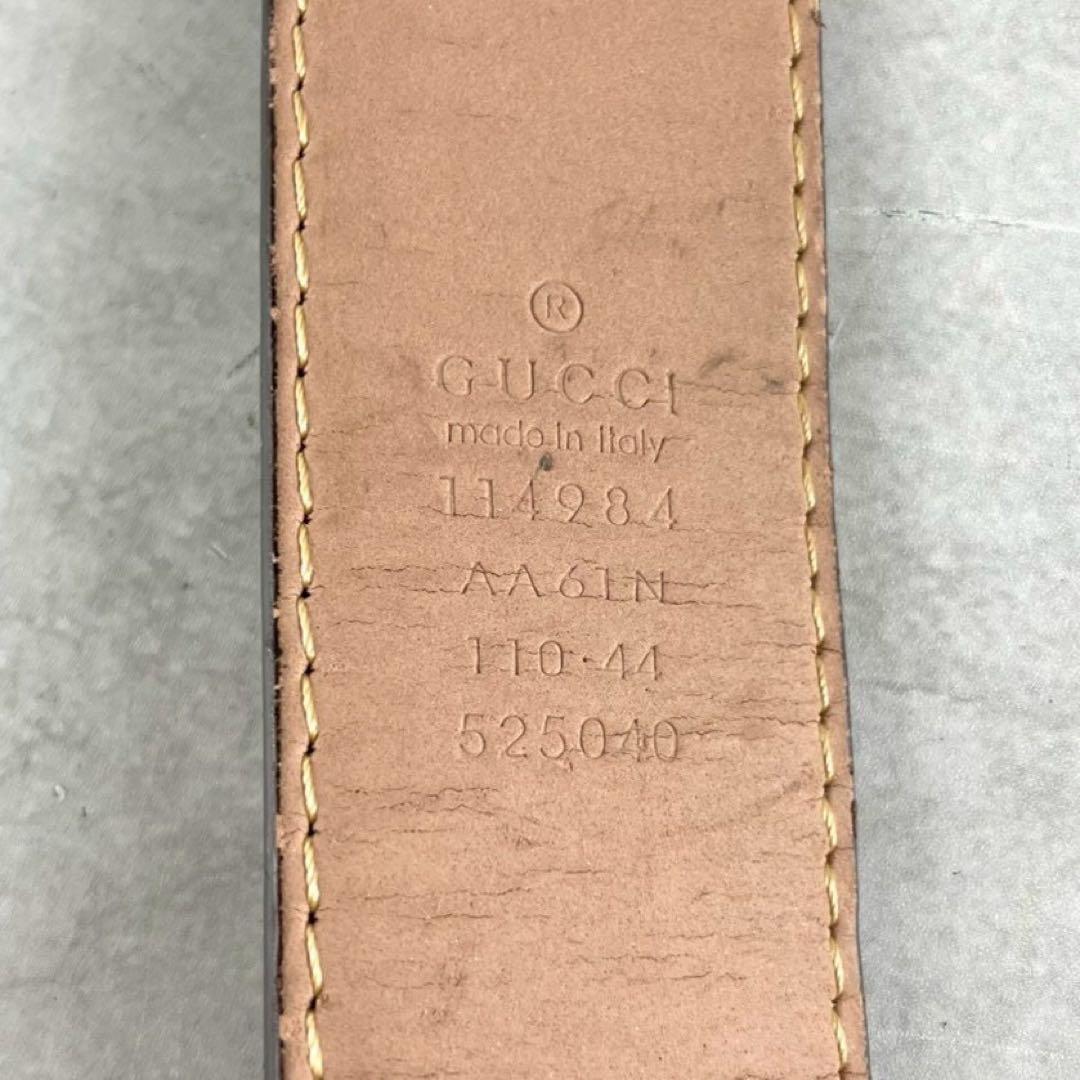 ®
GUCCI
made in Italy
114984
AA61N
110·44
525040